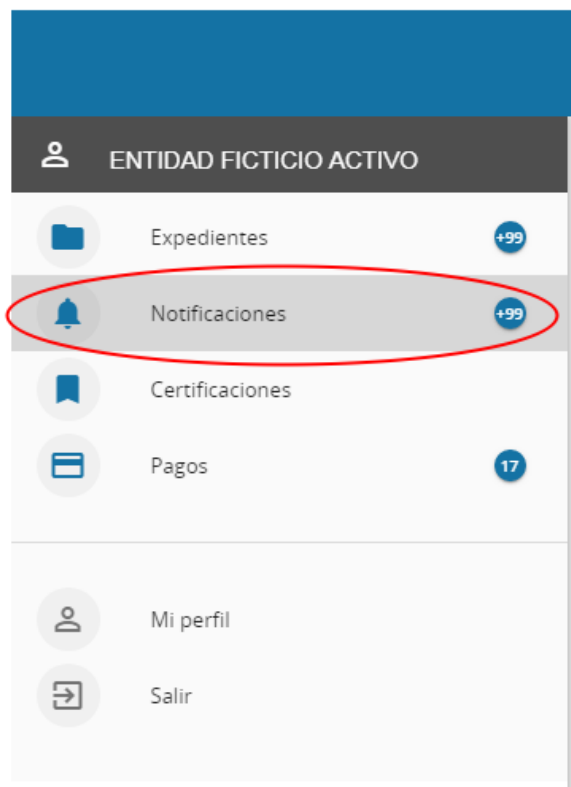 ENTIDAD FICTICIO ACTIVO
Expedientes +99
Notificaciones +99
Certificaciones
Pagos 17
Mi perfil
Salir